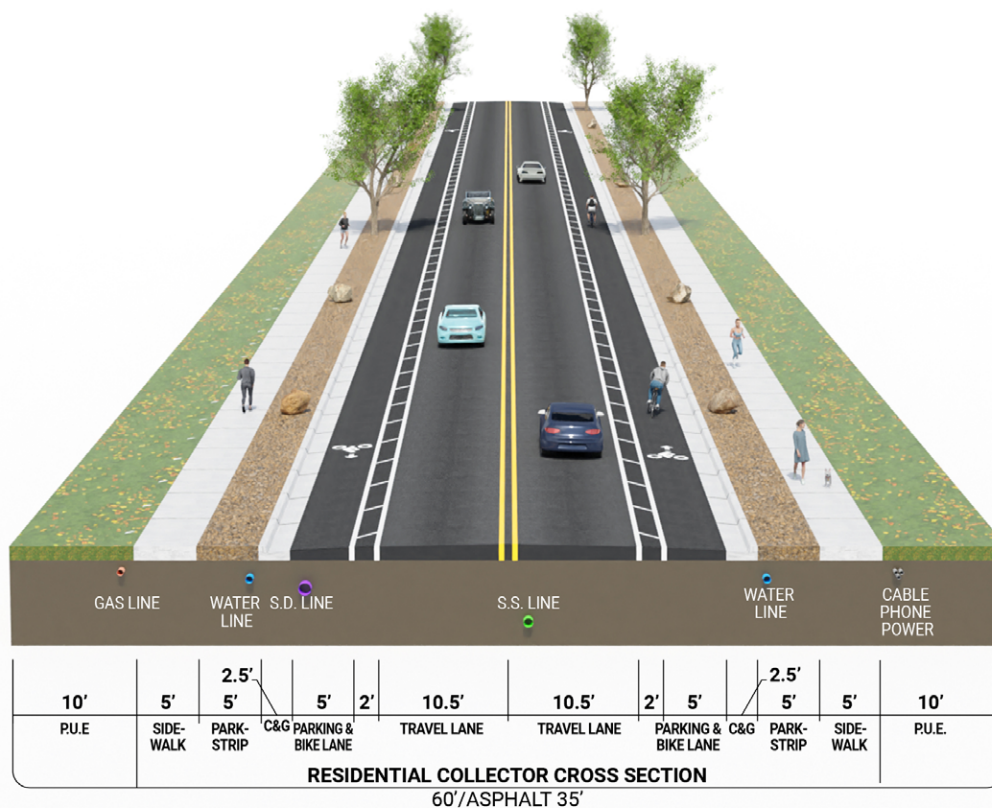 GAS LINE
WATER
LINE
S.D. LINE
S.S. LINE
WATER
LINE
CABLE
PHONE
POWER
2.5’
2.5’
10’ 5’ 5’ 5’ 2’ 10.5’ 10.5’ 2’ 5’ 5’ 5’ 10’
P.U.E
SIDE-
WALK
PARK-
STRIP
C&G
PARKING &
BIKE LANE
TRAVEL LANE
TRAVEL LANE
PARKING &
BIKE LANE
C&G
PARK-
STRIP
SIDE-
WALK
P.U.E.
RESIDENTIAL COLLECTOR CROSS SECTION
60’/ASPHALT 35’